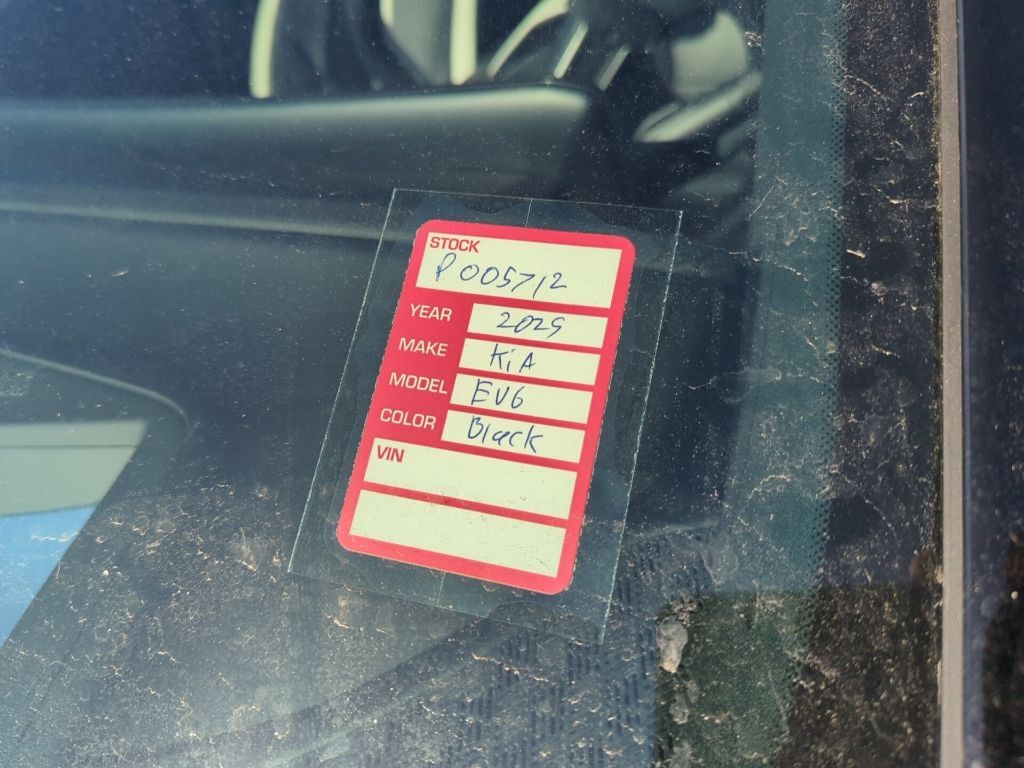 STOCK
P005712
YEAR 2025
MAKE KiA
MODEL EV6
COLOR Black
VIN